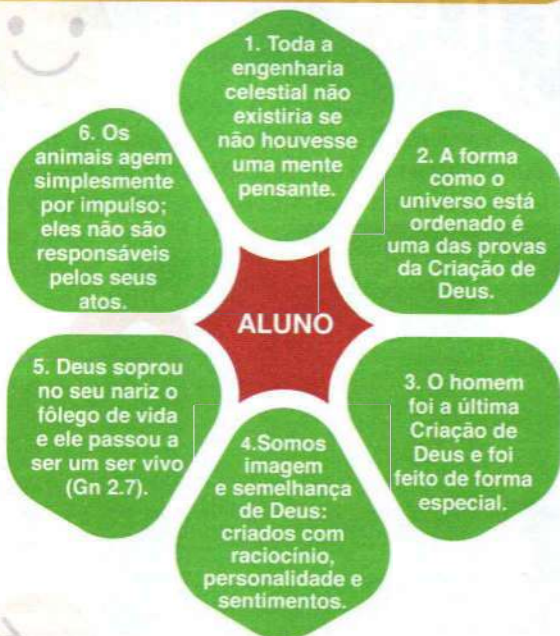 1. Toda a
engenharia
celestial não
existiria se
não houvesse
uma mente
pensante.
2. A forma
como o
universo está
ordenado é
uma das provas
da Criação de
Deus.
3. O homem
foi a última
Criação de
Deus e foi
feito de forma
especial.
4.Somos
imagem
e semelhança
de Deus:
criados com
raciocínio,
personalidade e
sentimentos.
5. Deus soprou
no seu nariz o
fôlego de vida
e ele passou a
ser um ser vivo
(Gn 2.7).
6. Os
animais agem
simplesmente
por impulso;
eles não são
responsáveis
pelos seus
atos.
ALUNO